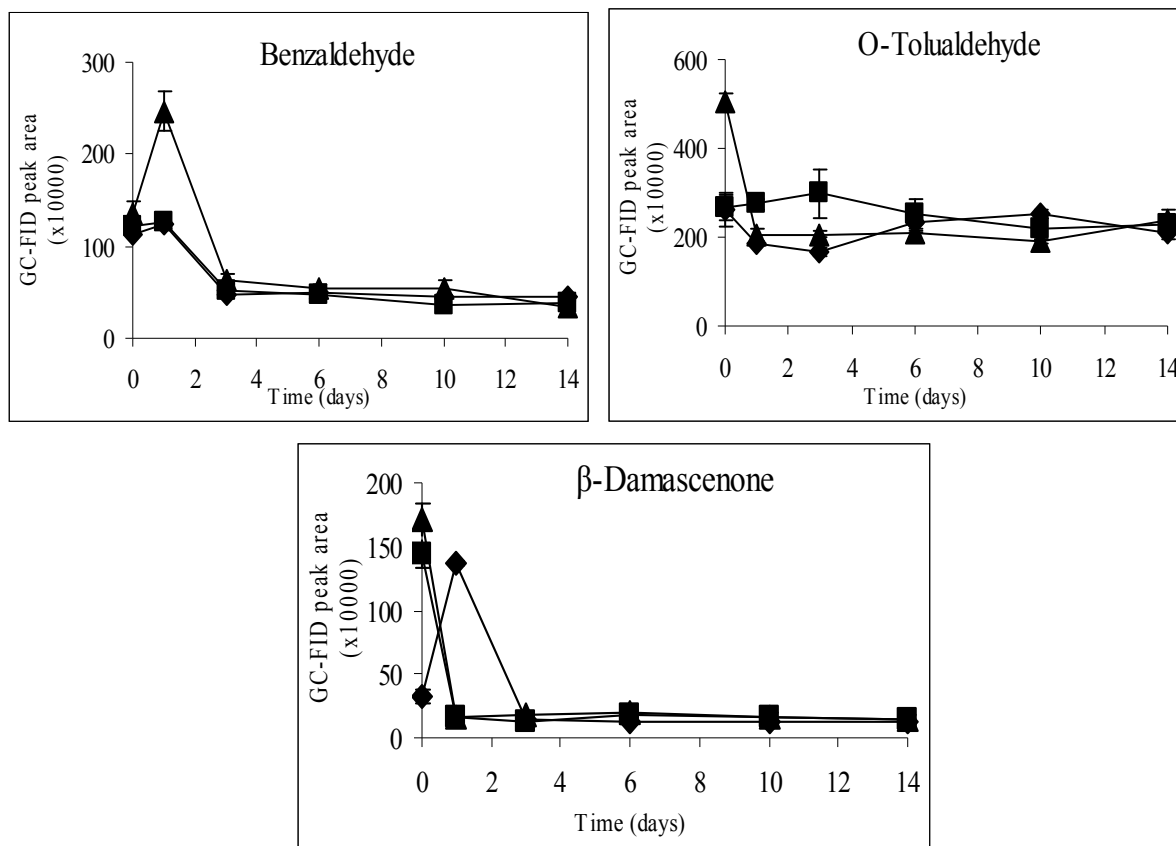 Benzaldehyde
GC-FID peak area
(x10000)
300
200
100
0
0 2 4 6 8 10 12 14
Time (days)
O-Tolualdehyde
GC-FID peak area
(x10000)
600
400
200
0
0 2 4 6 8 10 12 14
Time (days)
β-Damascenone
GC-FID peak area
(x10000)
200
150
100
50
0
0 2 4 6 8 10 12 14
Time (days)